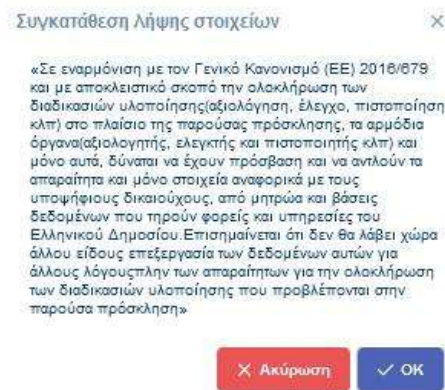 Συγκατάθεση Λήψης στοιχείων ×
«Σε εναρμόνιση με τον Γενικό Κανονισμό (ΕΕ) 2016/679
και με αποκλειστικό σκοπό την ολοκλήρωση των
διαδικασιών υλοποίησης(αξιολόγηση, έλεγχο, πιστοποίηση
κλπ) στο πλαίσιο της παρούσας πρόσκλησης, τα αρμόδια
όργανα(αξιολογητής, ελεγκτής και πιστοποιητής κλπ) και
μόνο αυτά, δύναται να έχουν πρόσβαση και να αντλούν τα
απαραίτητα και μόνο στοιχεία αναφορικά με τους
υποψήφιους δικαιούχους, από μητρώα και βάσεις
δεδομένων που τηρούν φορείς και υπηρεσίες του
Ελληνικού Δημοσίου.Επισημαίνεται ότι δεν θα λάβει χώρα
άλλου είδους επεξεργασία των δεδομένων αυτών για
άλλους λόγουςπλην των απαραίτητων για την ολοκλήρωση
των διαδικασιών υλοποίησης που προβλέπονται στην
παρούσα πρόσκληση»
× Ακύρωση ✓ OK